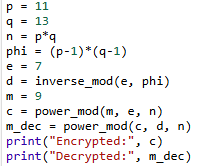 p = 11
q = 13
n = p*q
phi = (p-1)*(q-1)
e = 7
d = inverse_mod(e, phi)
m = 9
c = power_mod(m, e, n)
m_dec = power_mod(c, d, n)
print("Encrypted:", c)
print("Decrypted:", m_dec)